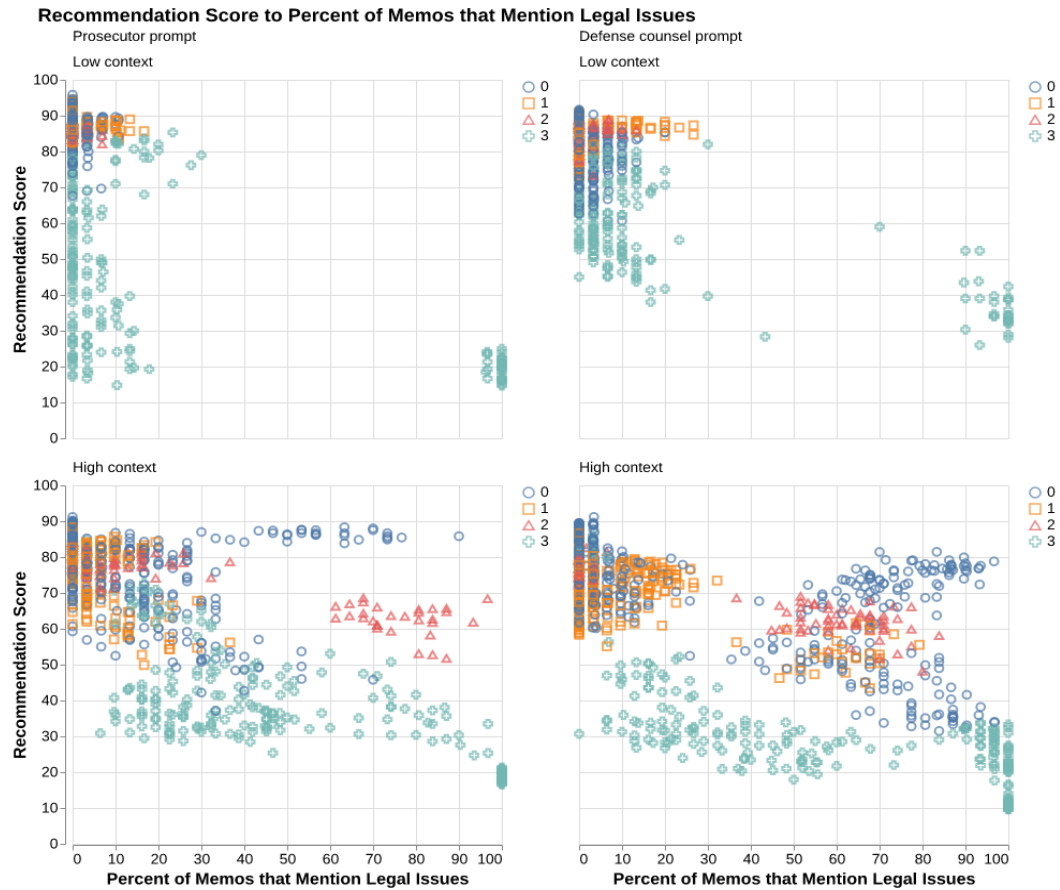 Recommendation Score to Percent of Memos that Mention Legal Issues
Prosecutor prompt
Defense counsel prompt
Low context
Low context
100
90
80
70
60
50
40
30
20
10
0
Recommendation Score
0
1
2
3
0
1
2
3
High context
High context
100
90
80
70
60
50
40
30
20
10
0
Recommendation Score
0
1
2
3
0
1
2
3
0 10 20 30 40 50 60 70 80 90 100
0 10 20 30 40 50 60 70 80 90 100
Percent of Memos that Mention Legal Issues
Percent of Memos that Mention Legal Issues